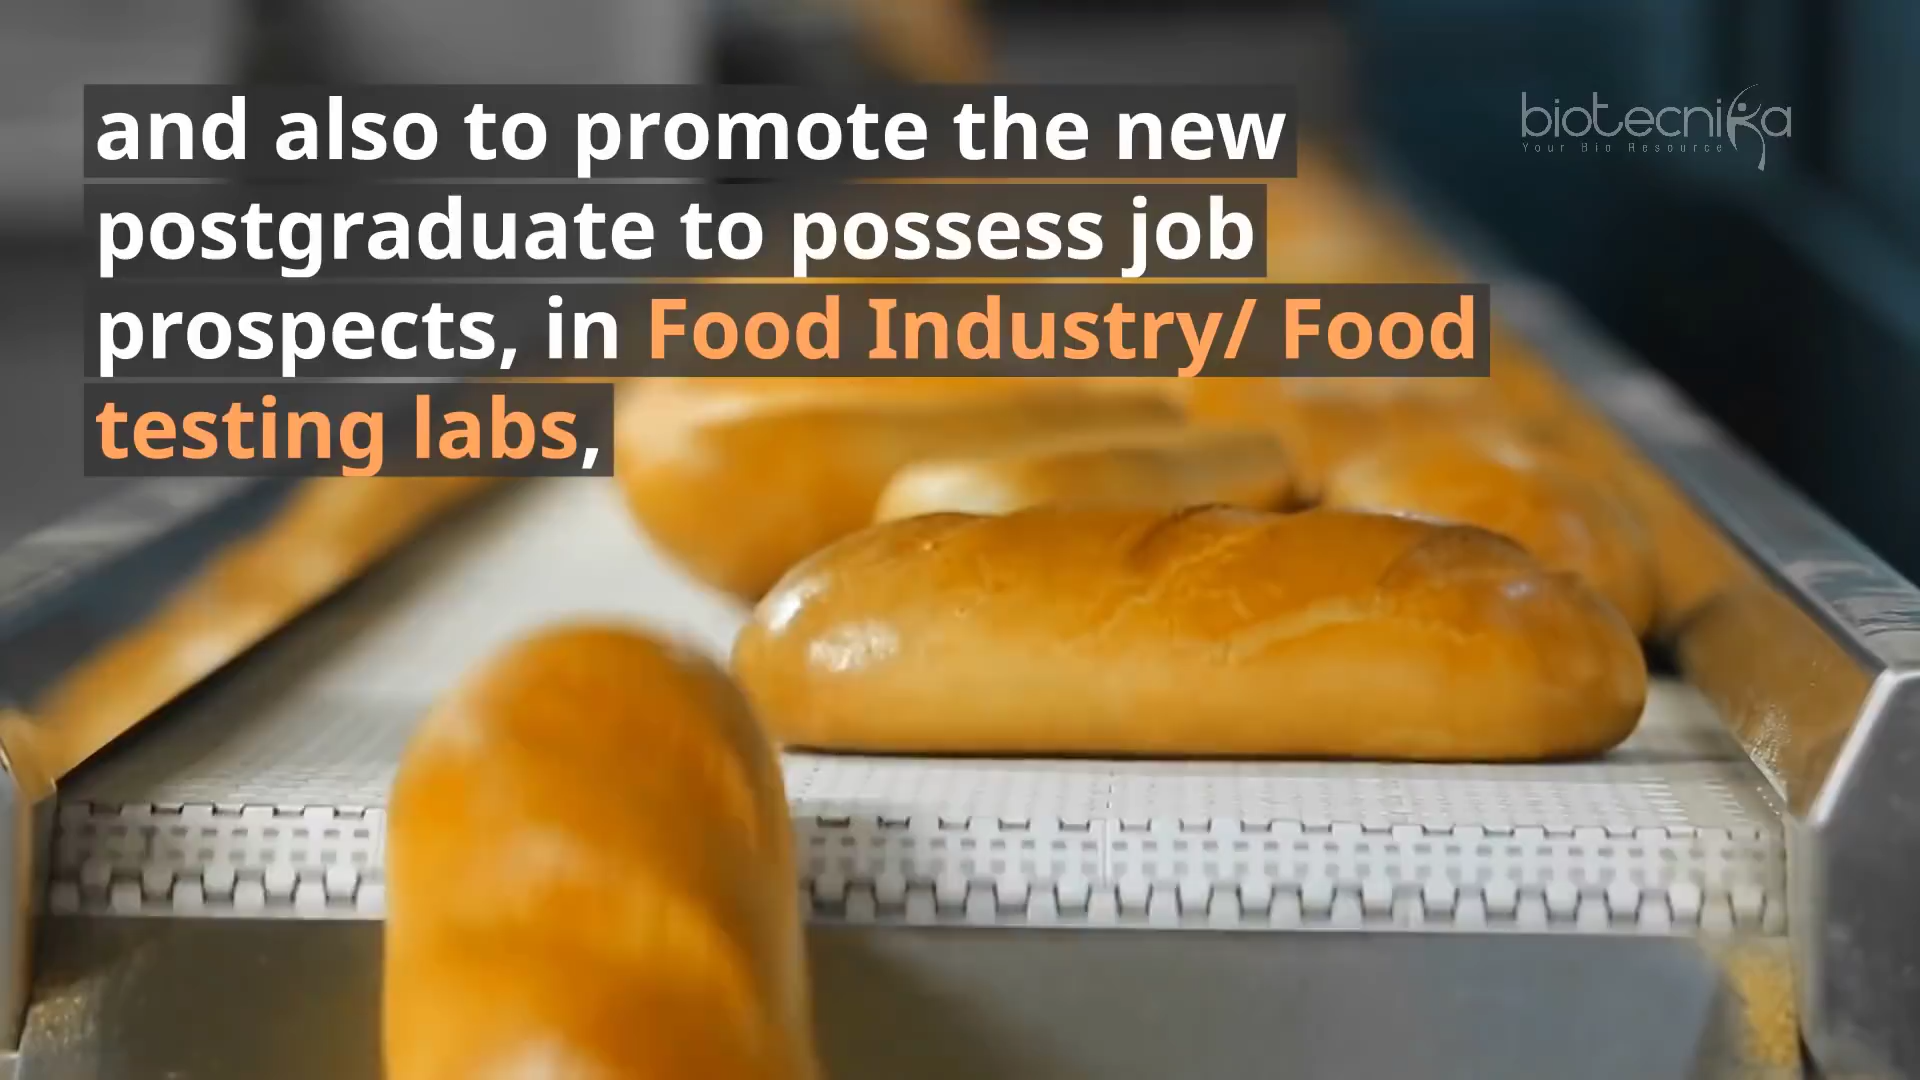 and also to promote the new
postgraduate to possess job
prospects, in Food Industry/ Food
testing labs,
biotecnika
Your Bio Resource